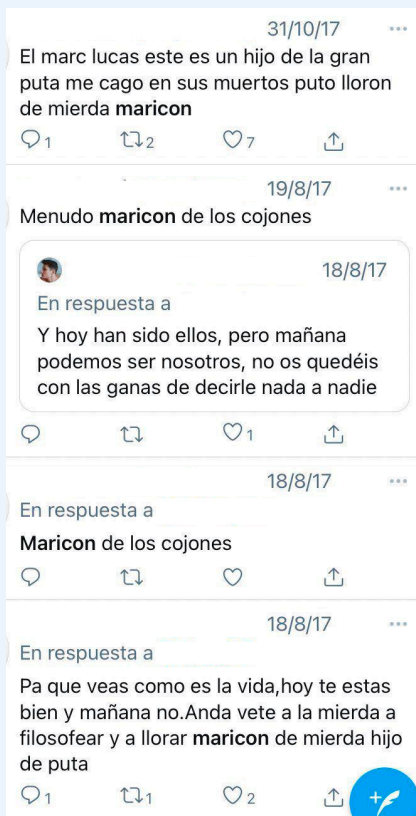 31/10/17
El marc lucas este es un hijo de la gran
puta me cago en sus muertos puto lloron
de mierda maricon
1 2 7
19/8/17
Menudo maricon de los cojones
18/8/17
En respuesta a
Y hoy han sido ellos, pero mañana
podemos ser nosotros, no os quedéis
con las ganas de decirle nada a nadie
1
18/8/17
En respuesta a
Maricon de los cojones
18/8/17
En respuesta a
Pa que veas como es la vida,hoy te estas
bien y mañana no.Anda vete a la mierda a
filosofear y a llorar maricon de mierda hijo
de puta
1 1 2